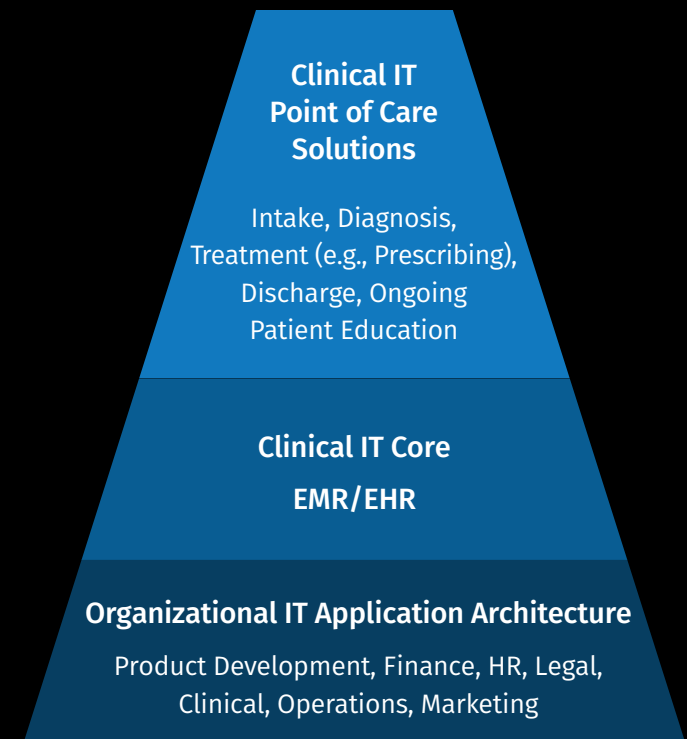 Clinical IT
Point of Care
Solutions
Intake, Diagnosis,
Treatment (e.g., Prescribing),
Discharge, Ongoing
Patient Education
Clinical IT Core
EMR/EHR
Organizational IT Application Architecture
Product Development, Finance, HR, Legal,
Clinical, Operations, Marketing